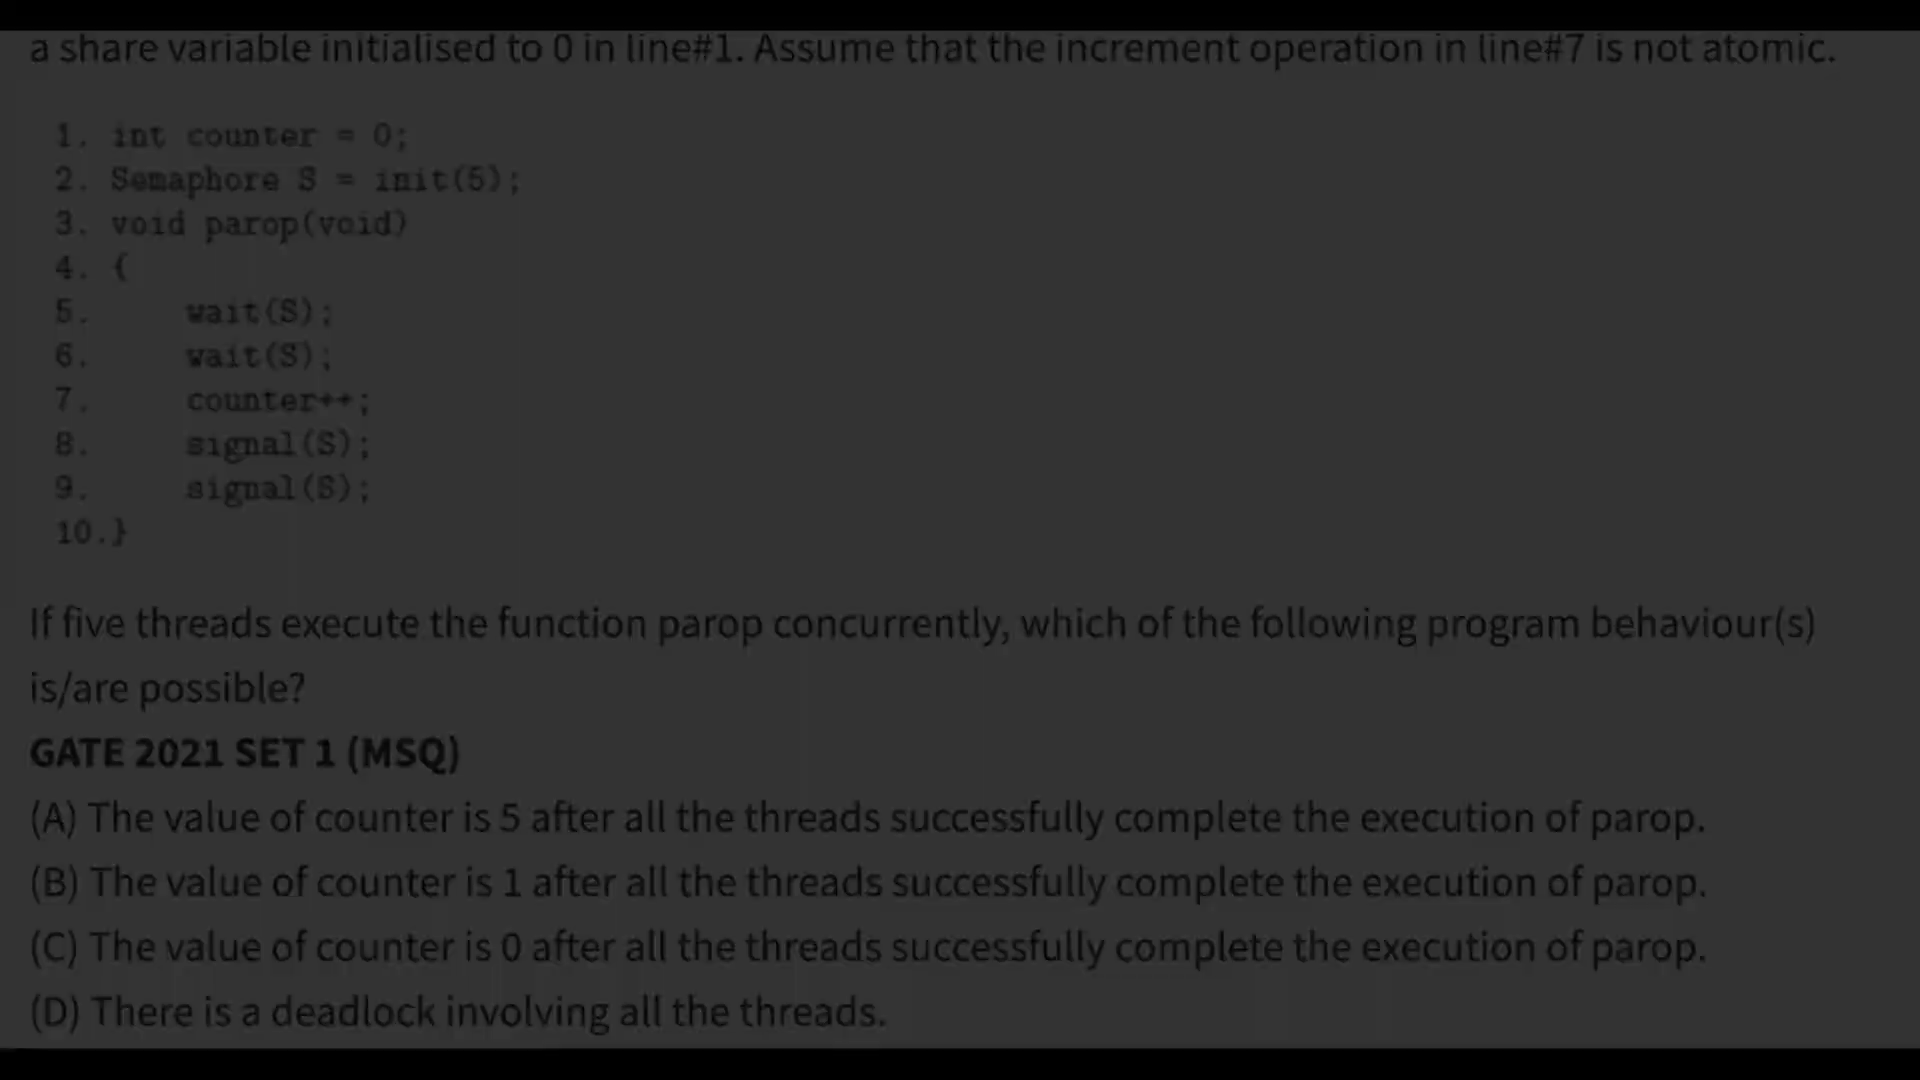 a share variable initialised to 0 in line#1. Assume that the increment operation in line#7 is not atomic.
1. int counter = 0;
2. Semaphore S = init(5);
3. void parop(void)
4. {
5. wait(S);
6. wait(S);
7. counter++;
8. signal(S);
9. signal(S);
10.}
If five threads execute the function parop concurrently, which of the following program behaviour(s)
is/are possible?
GATE 2021 SET 1 (MSQ)
(A) The value of counter is 5 after all the threads successfully complete the execution of parop.
(B) The value of counter is 1 after all the threads successfully complete the execution of parop.
(C) The value of counter is 0 after all the threads successfully complete the execution of parop.
(D) There is a deadlock involving all the threads.